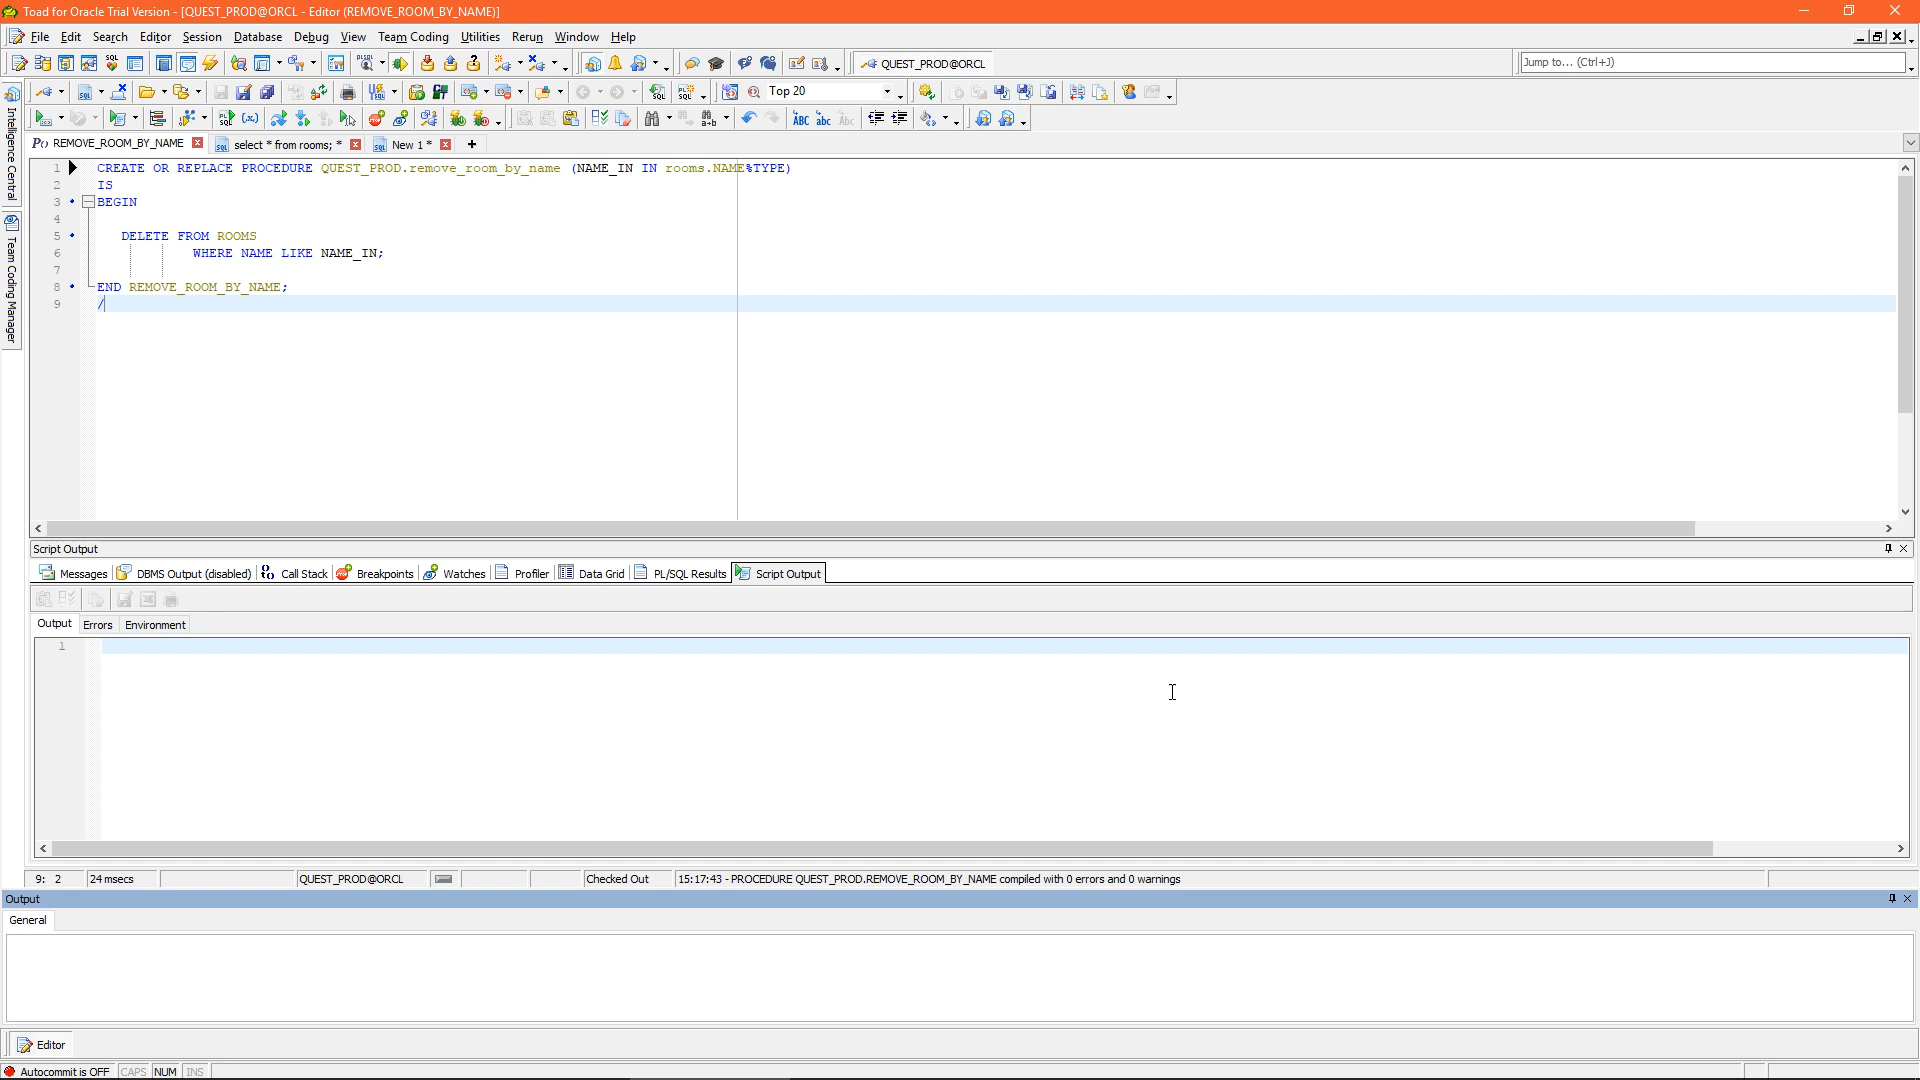 Toad for Oracle Trial Version - [QUEST_PROD@ORCL - Editor (REMOVE_ROOM_BY_NAME)]
File Edit Search Editor Session Database Debug View Team Coding Utilities Rerun Window Help
QUEST_PROD@ORCL
Jump to... (Ctrl+J)
Top 20
Intelligence Central
Team Coding Manager
REMOVE_ROOM_BY_NAME select * from rooms; * New 1 * +
1 CREATE OR REPLACE PROCEDURE QUEST_PROD.remove_room_by_name (NAME_IN IN rooms.NAME%TYPE)
2 IS
3 BEGIN
4
5 DELETE FROM ROOMS
6 WHERE NAME LIKE NAME_IN;
7
8 END REMOVE_ROOM_BY_NAME;
9 /
Script Output
Messages DBMS Output (disabled) Call Stack Breakpoints Watches Profiler Data Grid PL/SQL Results Script Output
Output Errors Environment
1
9: 2 24 msecs QUEST_PROD@ORCL Checked Out 15:17:43 - PROCEDURE QUEST_PROD.REMOVE_ROOM_BY_NAME compiled with 0 errors and 0 warnings
Output
General
Editor
Autocommit is OFF CAPS NUM INS